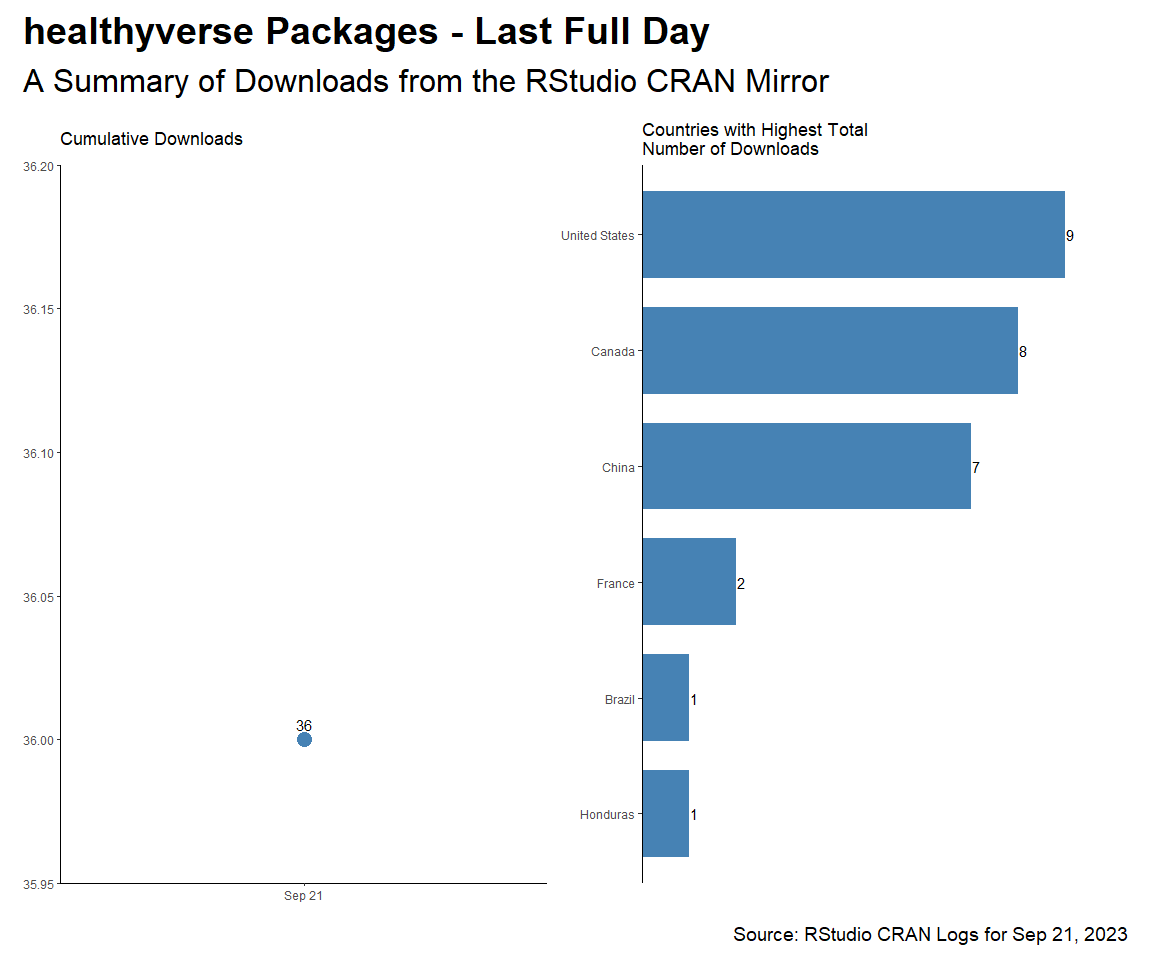 healthyverse Packages - Last Full Day
A Summary of Downloads from the RStudio CRAN Mirror
Cumulative Downloads
36.20
36.15
36.10
36.05
36.00
35.95
36
Sep 21
Countries with Highest Total
Number of Downloads
United States 9
Canada 8
China 7
France 2
Brazil 1
Honduras 1
Source: RStudio CRAN Logs for Sep 21, 2023